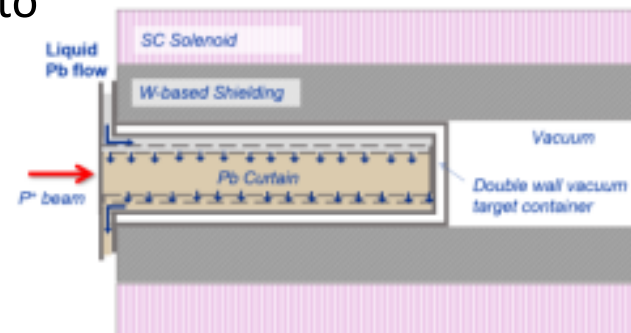 to
SC Solenoid
Liquid
Pb flow
W-based Shielding
Vacuum
Pb Curtain
P⁺ beam
Double wall vacuum
target container